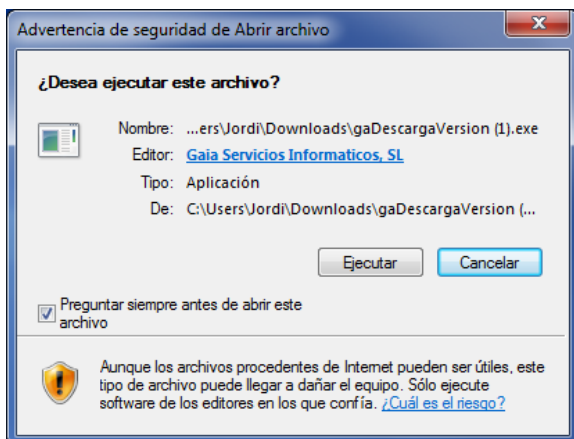 Advertencia de seguridad de Abrir archivo
¿Desea ejecutar este archivo?
Nombre: ...ers\Jordi\Downloads\gaDescargaVersion (1).exe
Editor: Gaia Servicios Informaticos, SL
Tipo: Aplicación
De: C:\Users\Jordi\Downloads\gaDescargaVersion (...
Ejecutar Cancelar
Preguntar siempre antes de abrir este
archivo
Aunque los archivos procedentes de Internet pueden ser útiles, este
tipo de archivo puede llegar a dañar el equipo. Sólo ejecute
software de los editores en los que confía. ¿Cuál es el riesgo?